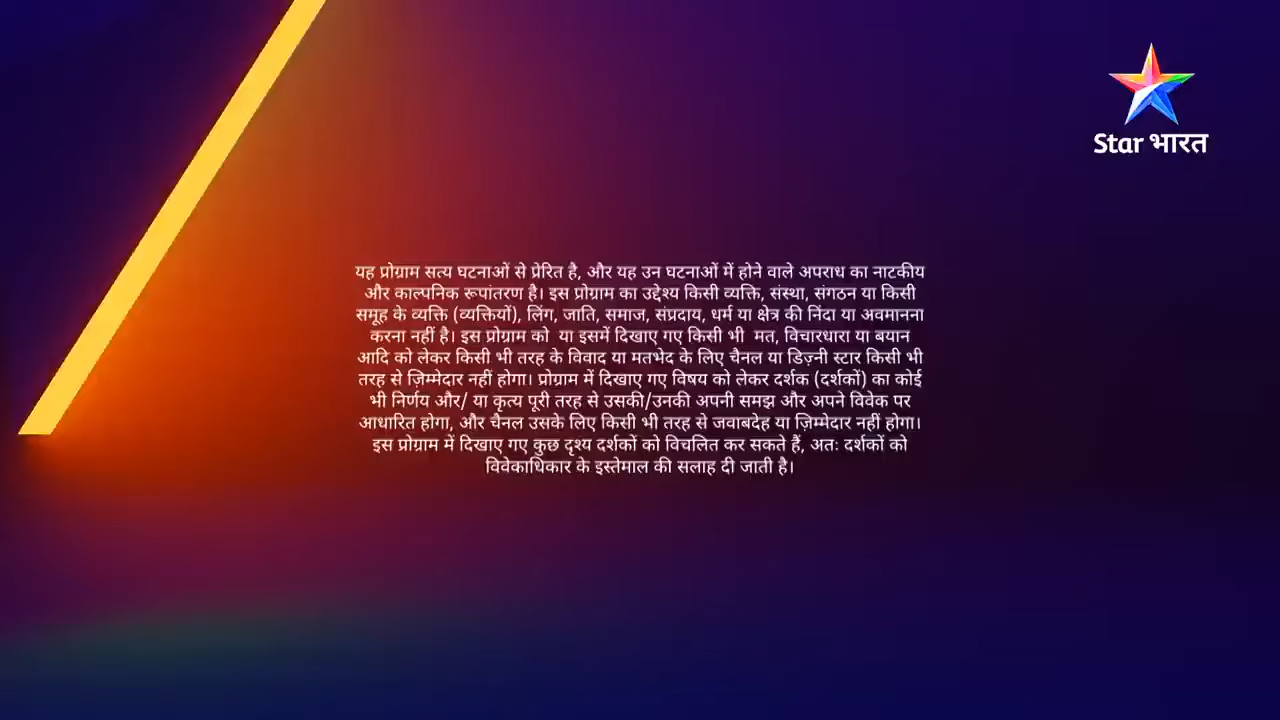 Star भारत
यह प्रोग्राम सत्य घटनाओं से प्रेरित है, और यह उन घटनाओं में होने वाले अपराध का नाटकीय
और काल्पनिक रूपांतरण है। इस प्रोग्राम का उद्देश्य किसी व्यक्ति, संस्था, संगठन या किसी
समूह के व्यक्ति (व्यक्तियों), लिंग, जाति, समाज, संप्रदाय, धर्म या क्षेत्र की निंदा या अवमानना
करना नहीं है। इस प्रोग्राम को या इसमें दिखाए गए किसी भी मत, विचारधारा या बयान
आदि को लेकर किसी भी तरह के विवाद या मतभेद के लिए चैनल या डिज़्नी स्टार किसी भी
तरह से ज़िम्मेदार नहीं होगा। प्रोग्राम में दिखाए गए विषय को लेकर दर्शक (दर्शकों) का कोई
भी निर्णय और/ या कृत्य पूरी तरह से उसकी/उनकी अपनी समझ और अपने विवेक पर
आधारित होगा, और चैनल उसके लिए किसी भी तरह से जवाबदेह या ज़िम्मेदार नहीं होगा।
इस प्रोग्राम में दिखाए गए कुछ दृश्य दर्शकों को विचलित कर सकते हैं, अतः दर्शकों को
विवेकाधिकार के इस्तेमाल की सलाह दी जाती है।